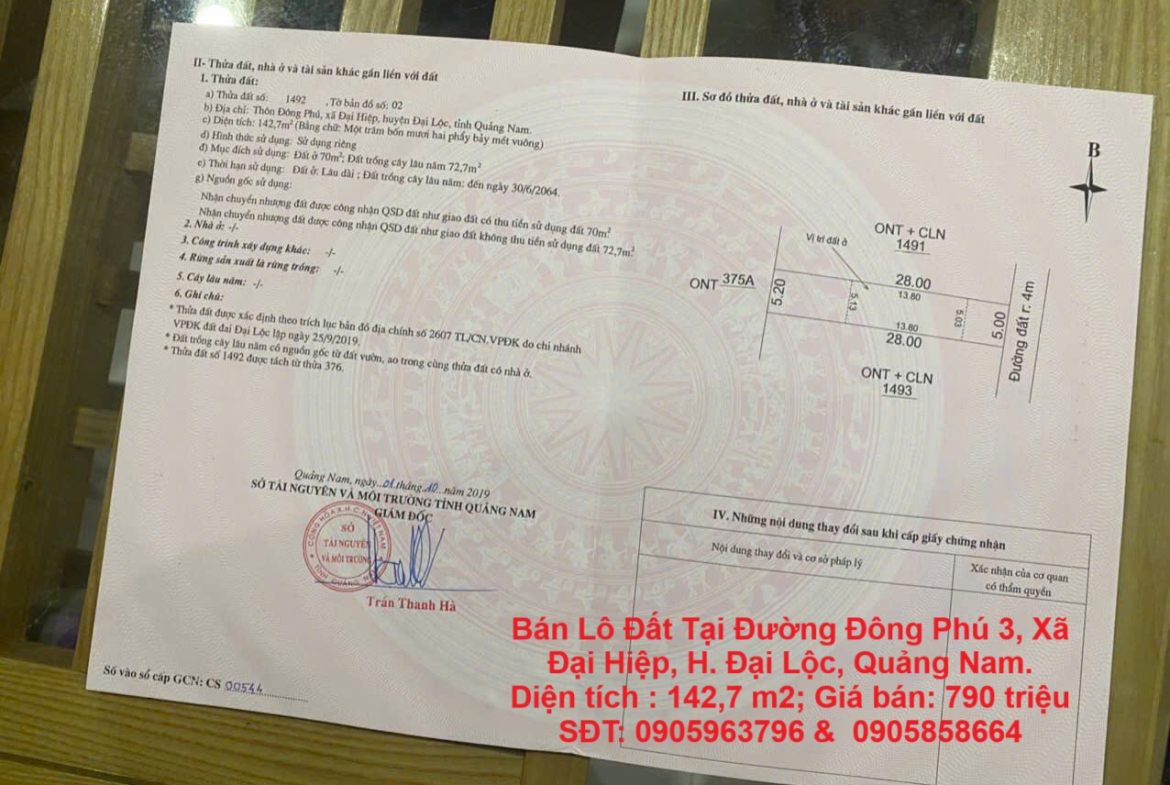 II- Thửa đất, nhà ở và tài sản khác gắn liền với đất
1. Thửa đất:
a) Thửa đất số: 1492 , Tờ bản đồ số: 02
b) Địa chỉ: Thôn Đông Phú, xã Đại Hiệp, huyện Đại Lộc, tỉnh Quảng Nam.
c) Diện tích: 142,7m² (Bằng chữ: Một trăm bốn mươi hai phẩy bảy mét vuông)
d) Hình thức sử dụng: Sử dụng riêng
đ) Mục đích sử dụng: Đất ở 70m²; Đất trồng cây lâu năm 72,7m²
e) Thời hạn sử dụng: Đất ở: Lâu dài ; Đất trồng cây lâu năm: đến ngày 30/6/2064.
g) Nguồn gốc sử dụng:
Nhận chuyển nhượng đất được công nhận QSD đất như giao đất có thu tiền sử dụng đất 70m²
Nhận chuyển nhượng đất được công nhận QSD đất như giao đất không thu tiền sử dụng đất 72,7m².
2. Nhà ở: -/-
3. Công trình xây dựng khác: -/-
4. Rừng sản xuất là rừng trồng: -/-
5. Cây lâu năm: -/-
6. Ghi chú:
* Thửa đất được xác định theo trích lục bản đồ địa chính số 2607 TL/CN.VPĐK do chi nhánh
VPĐK đất đai Đại Lộc lập ngày 25/9/2019.
* Đất trồng cây lâu năm có nguồn gốc từ đất vườn, ao trong cùng thửa đất có nhà ở.
* Thửa đất số 1492 được tách từ thửa 376.
Quảng Nam, ngày 01 tháng 10 năm 2019
SỞ TÀI NGUYÊN VÀ MÔI TRƯỜNG TỈNH QUẢNG NAM
GIÁM ĐỐC
CỘNG HÒA X.H.C.N VIỆT NAM
SỞ
TÀI NGUYÊN
VÀ MÔI TRƯỜNG
TỈNH QUẢNG NAM
Trần Thanh Hà
Số vào sổ cấp GCN: CS 00544
III. Sơ đồ thửa đất, nhà ở và tài sản khác gắn liền với đất
B
ONT + CLN
1491
Vị trí đất ở
ONT 375A
5.20
28.00
13.80
5.13
5.03
5.00
13.80
28.00
Đường đất r: 4m
ONT + CLN
1493
IV. Những nội dung thay đổi sau khi cấp giấy chứng nhận
Nội dung thay đổi và cơ sở pháp lý
Xác nhận của cơ quan
có thẩm quyền
Bán Lô Đất Tại Đường Đông Phú 3, Xã
Đại Hiệp, H. Đại Lộc, Quảng Nam.
Diện tích : 142,7 m2; Giá bán: 790 triệu
SĐT: 0905963796 & 0905858664